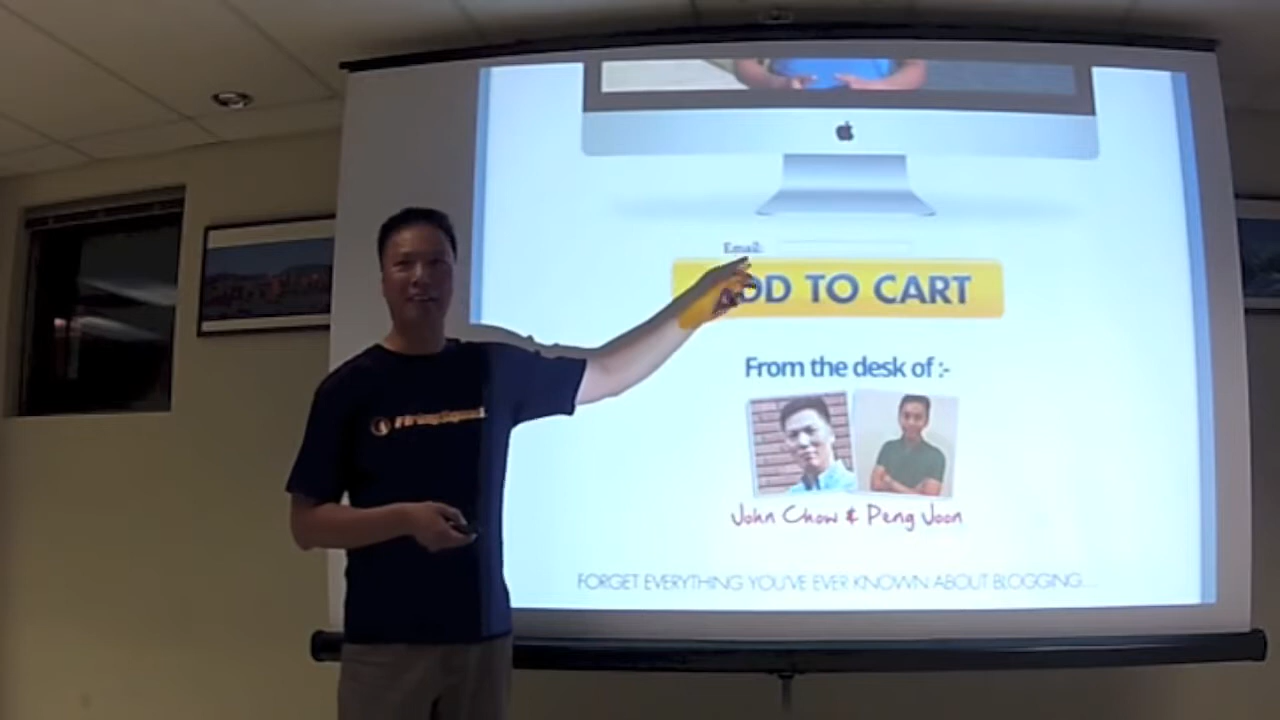 Email:
ADD TO CART
From the desk of :-
John Chow & Peng Joon
FORGET EVERYTHING YOU'VE EVER KNOWN ABOUT BLOGGING...